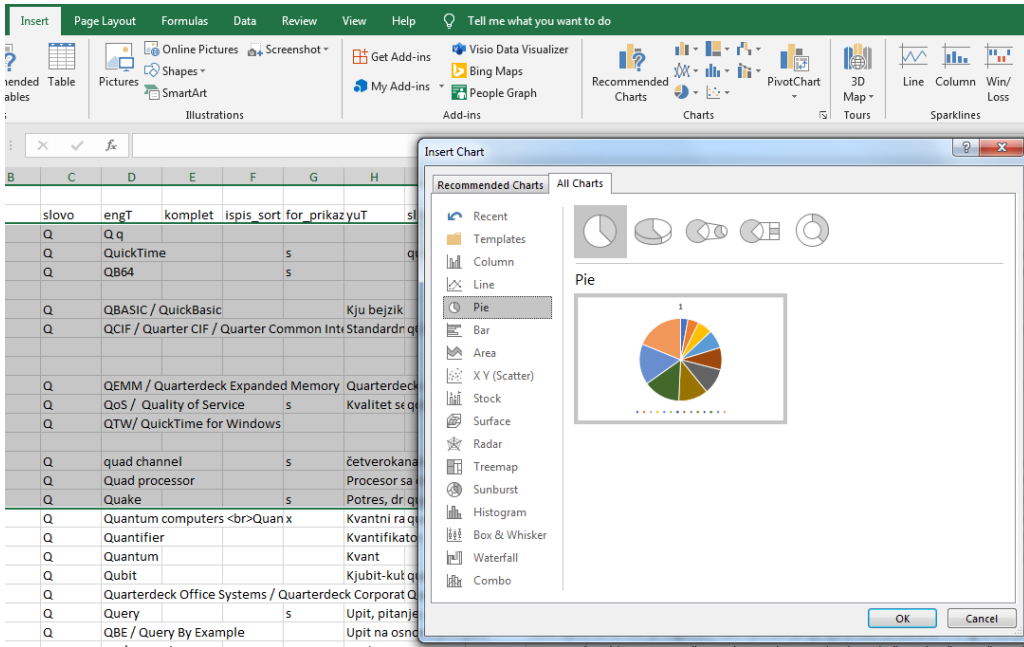 Insert Page Layout Formulas Data Review View Help Tell me what you want to do
Table
Pictures
Online Pictures
Screenshot
Shapes
SmartArt
Illustrations
Get Add-ins
My Add-ins
Visio Data Visualizer
Bing Maps
People Graph
Add-ins
Recommended
Charts
PivotChart
Charts
3D
Map
Tours
Line Column Win/
Loss
Sparklines
fx
B C D E F G H
slovo engT komplet ispis_sort for_prikaz yuT sl
Q Q q
Q QuickTime s qu
Q QB64 s
Q QBASIC / QuickBasic Kju bejzik
Q QCIF / Quarter CIF / Quarter Common Inte Standardn
Q QEMM / Quarterdeck Expanded Memory Quarterdeck
Q QoS / Quality of Service s Kvalitet se
Q QTW/ QuickTime for Windows
Q quad channel s četverokana
Q Quad processor Procesor sa
Q Quake s Potres, dr
Q Quantum computers <br>Quan x Kvantni ra
Q Quantifier Kvantifikato
Q Quantum Kvant
Q Qubit Kjubit-kub
Q Quarterdeck Office Systems / Quarterdeck Corporat
Q Query s Upit, pitanje
Q QBE / Query By Example Upit na osno
Insert Chart
Recommended Charts All Charts
Recent
Templates
Column
Line
Pie
Bar
Area
X Y (Scatter)
Stock
Surface
Radar
Treemap
Sunburst
Histogram
Box & Whisker
Waterfall
Combo
Pie
1
OK Cancel